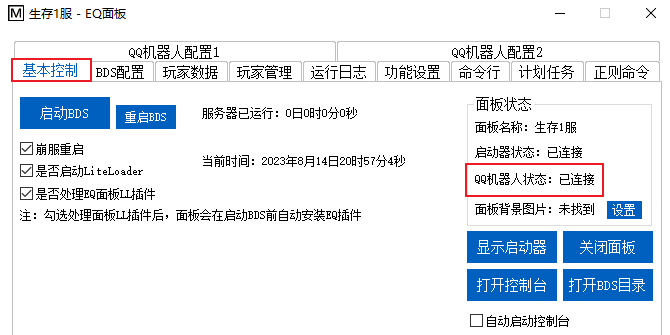 M 生存1服 - EQ面板
QQ机器人配置1 QQ机器人配置2
基本控制 BDS配置 玩家数据 玩家管理 运行日志 功能设置 命令行 计划任务 正则命令
启动BDS 重启BDS 服务器已运行：0日0时0分0秒
崩服重启
当前时间：2023年8月14日20时57分4秒
是否启动LiteLoader
是否处理EQ面板LL插件
注：勾选处理面板LL插件后，面板会在启动BDS前自动安装EQ插件
面板状态
面板名称：生存1服
启动器状态：已连接
QQ机器人状态：已连接
面板背景图片：未找到 设置
显示启动器 关闭面板
打开控制台 打开BDS目录
自动启动控制台